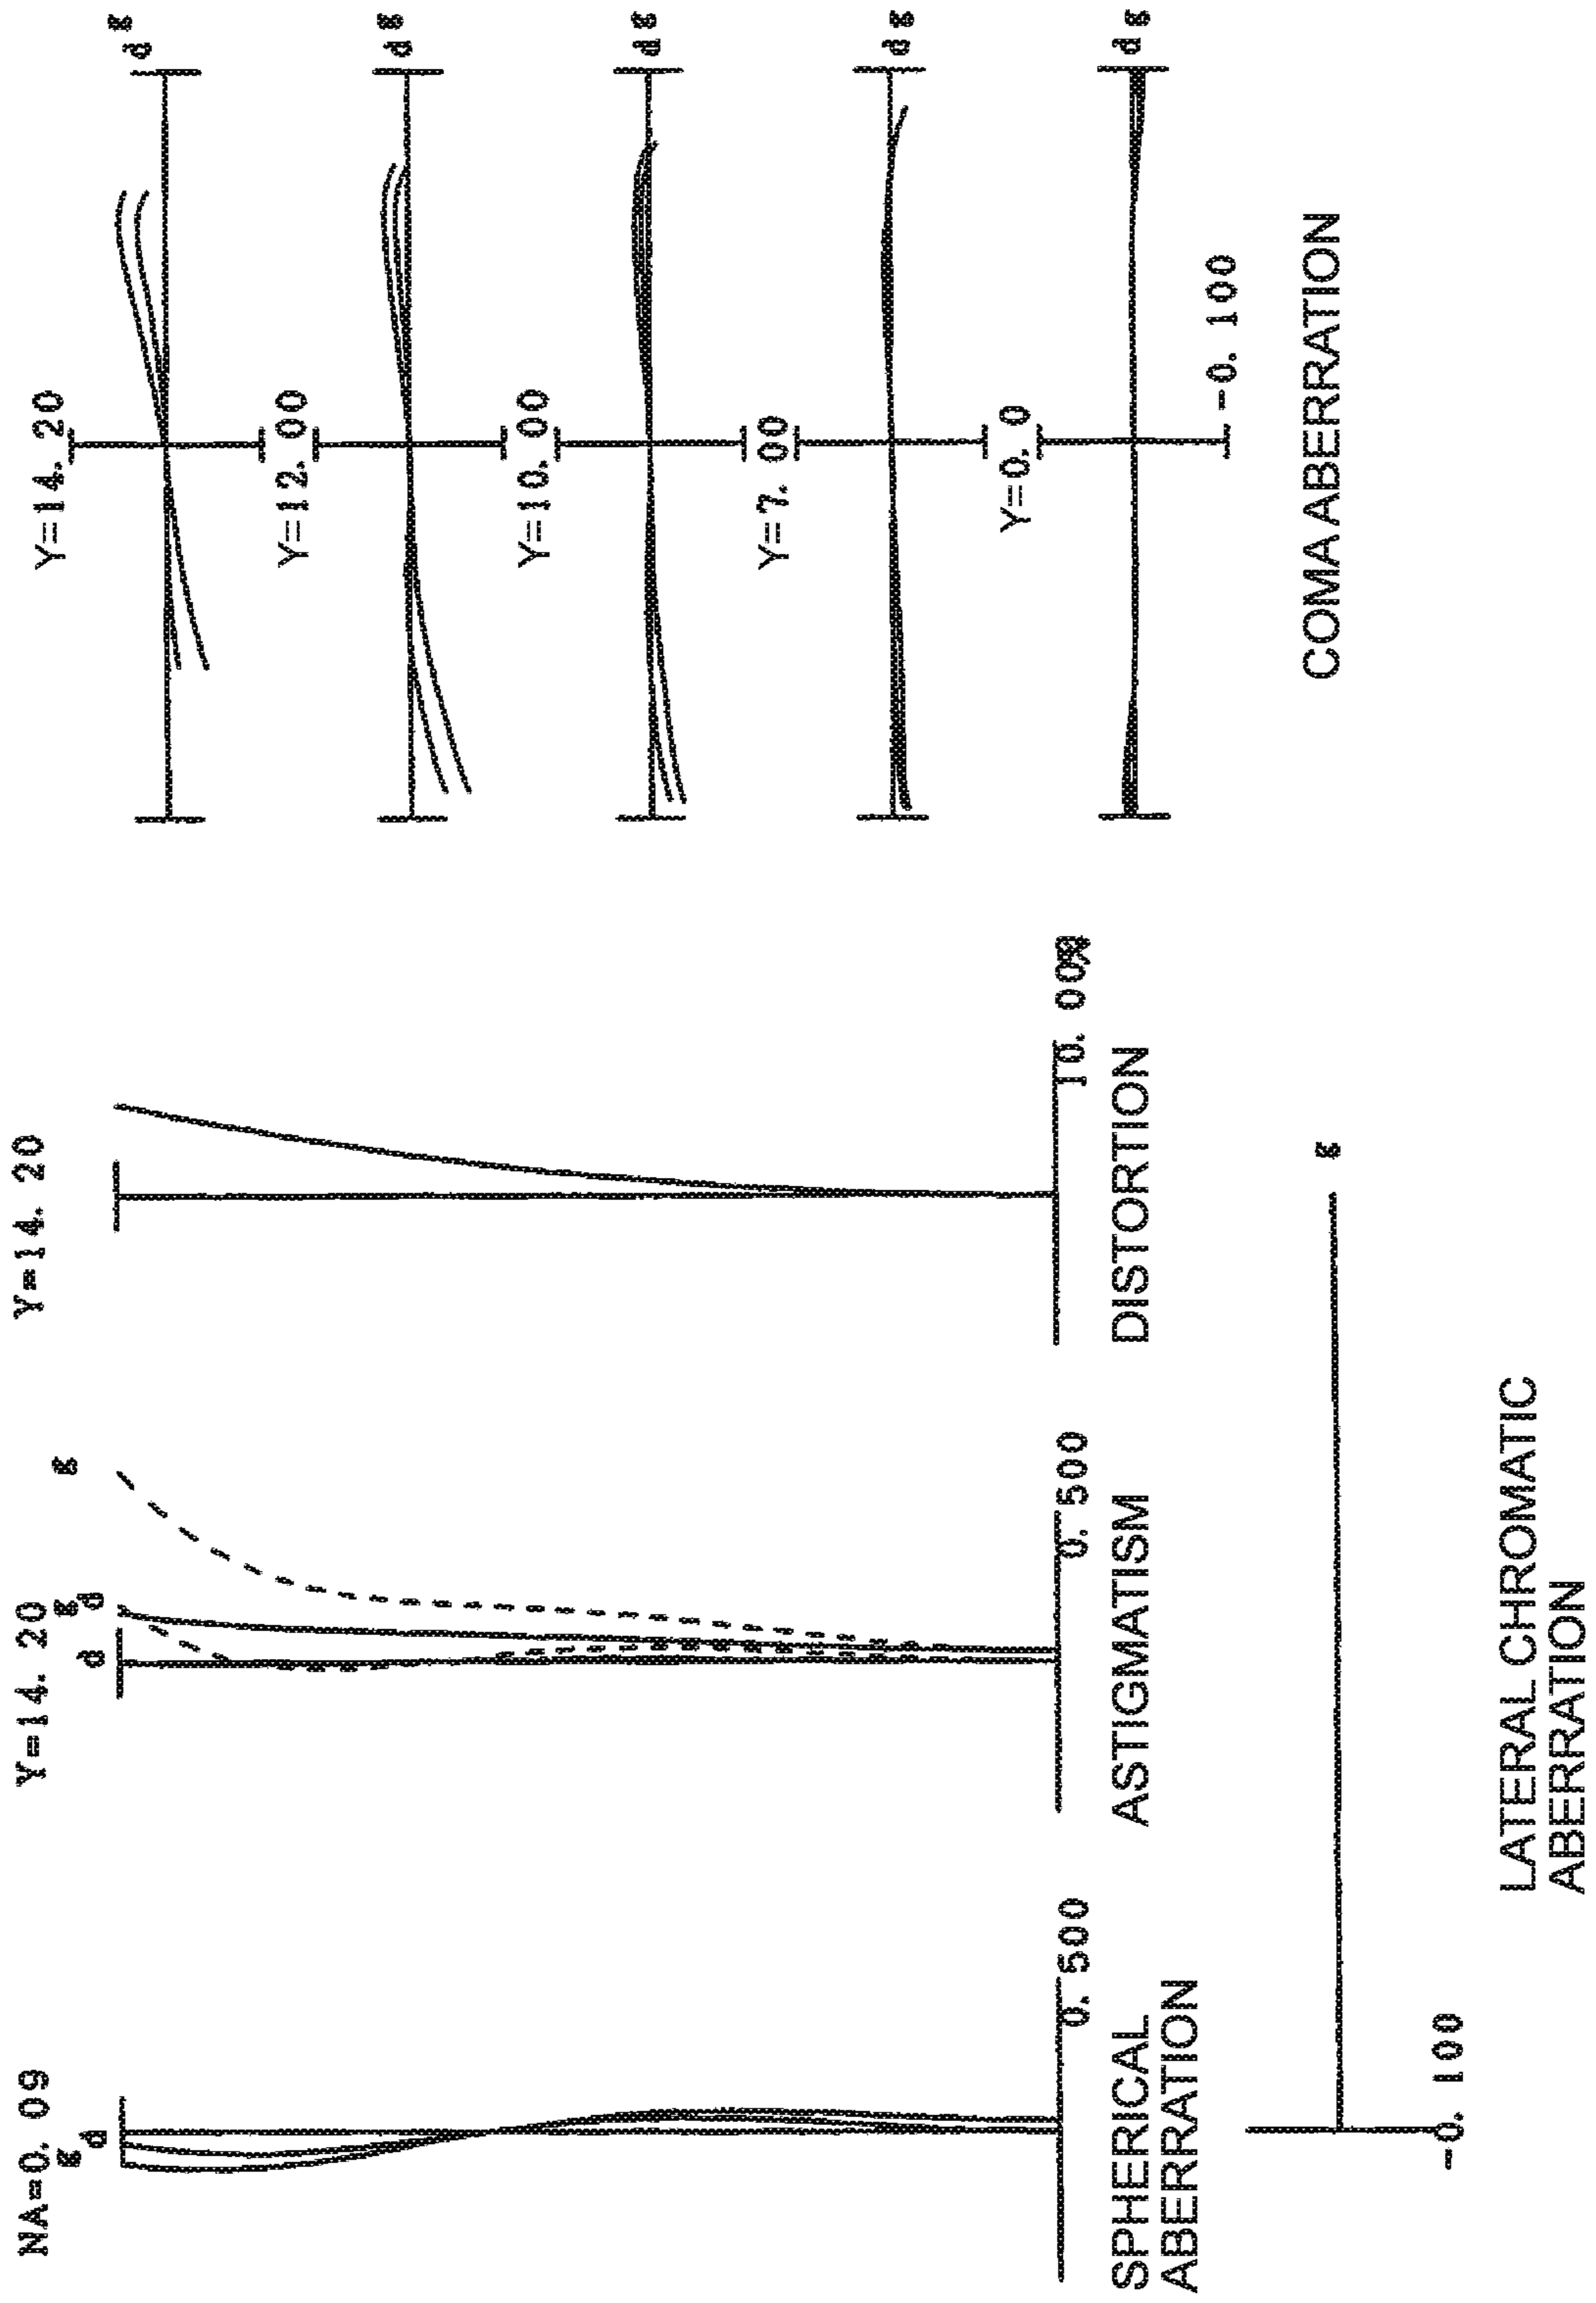 NA=0. 09
g
d
0. 500
SPHERICAL
ABERRATION
Y=14. 20
g
g
d
d
0. 500
ASTIGMATISM
Y=14. 20
10. 00%
DISTORTION
-0. 100
g
LATERAL CHROMATIC
ABERRATION
Y=14. 20
g
d
Y=12. 00
g
d
Y=10. 00
g
d
Y=7. 00
g
d
Y=0. 0
g
d
-0. 100
COMA ABERRATION